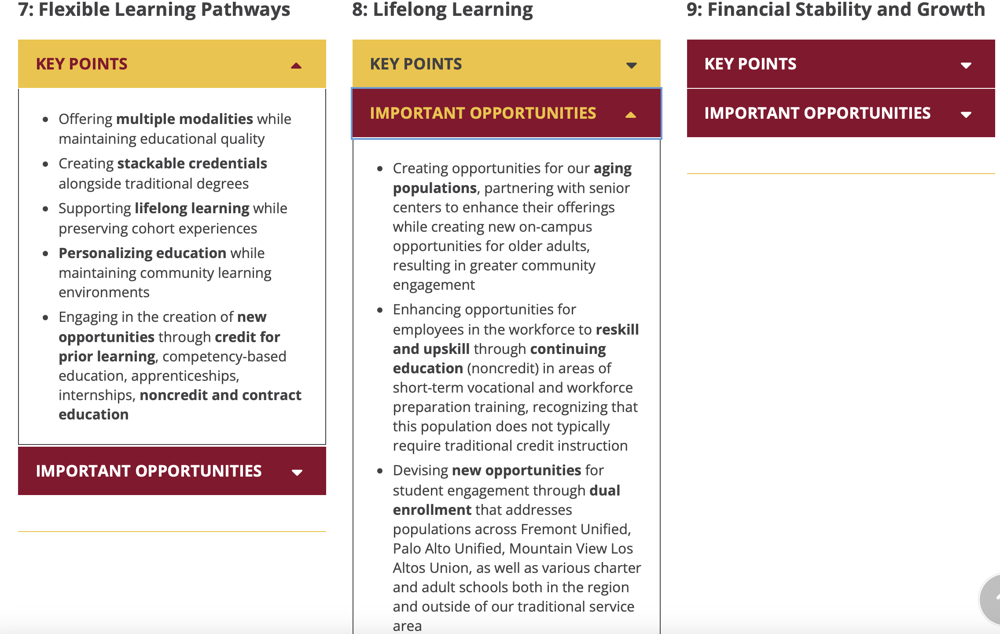 7: Flexible Learning Pathways
KEY POINTS
Offering multiple modalities while
maintaining educational quality
Creating stackable credentials
alongside traditional degrees
Supporting lifelong learning while
preserving cohort experiences
Personalizing education while
maintaining community learning
environments
Engaging in the creation of new
opportunities through credit for
prior learning, competency-based
education, apprenticeships,
internships, noncredit and contract
education
IMPORTANT OPPORTUNITIES
8: Lifelong Learning
KEY POINTS
IMPORTANT OPPORTUNITIES
Creating opportunities for our aging
populations, partnering with senior
centers to enhance their offerings
while creating new on-campus
opportunities for older adults,
resulting in greater community
engagement
Enhancing opportunities for
employees in the workforce to reskill
and upskill through continuing
education (noncredit) in areas of
short-term vocational and workforce
preparation training, recognizing that
this population does not typically
require traditional credit instruction
Devising new opportunities for
student engagement through dual
enrollment that addresses
populations across Fremont Unified,
Palo Alto Unified, Mountain View Los
Altos Union, as well as various charter
and adult schools both in the region
and outside of our traditional service
area
9: Financial Stability and Growth
KEY POINTS
IMPORTANT OPPORTUNITIES